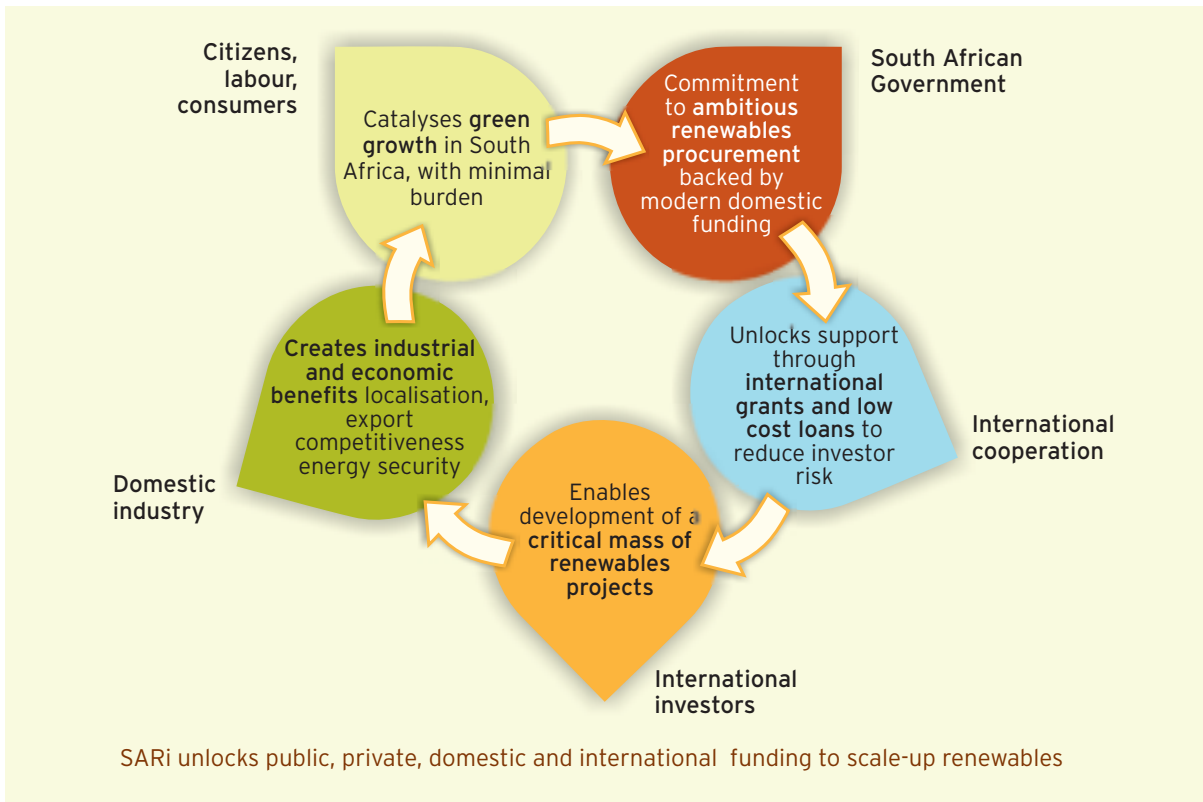 Citizens,
labour,
consumers
Catalyses green
growth in South
Africa, with minimal
burden
South African
Government
Commitment
to ambitious
renewables
procurement
backed by
modern domestic
funding
Unlocks support
through
international
grants and low
cost loans to
reduce investor
risk
International
cooperation
Enables
development of a
critical mass of
renewables
projects
International
investors
Creates industrial
and economic
benefits localisation,
export
competitiveness
energy security
Domestic
industry
SARi unlocks public, private, domestic and international funding to scale-up renewables